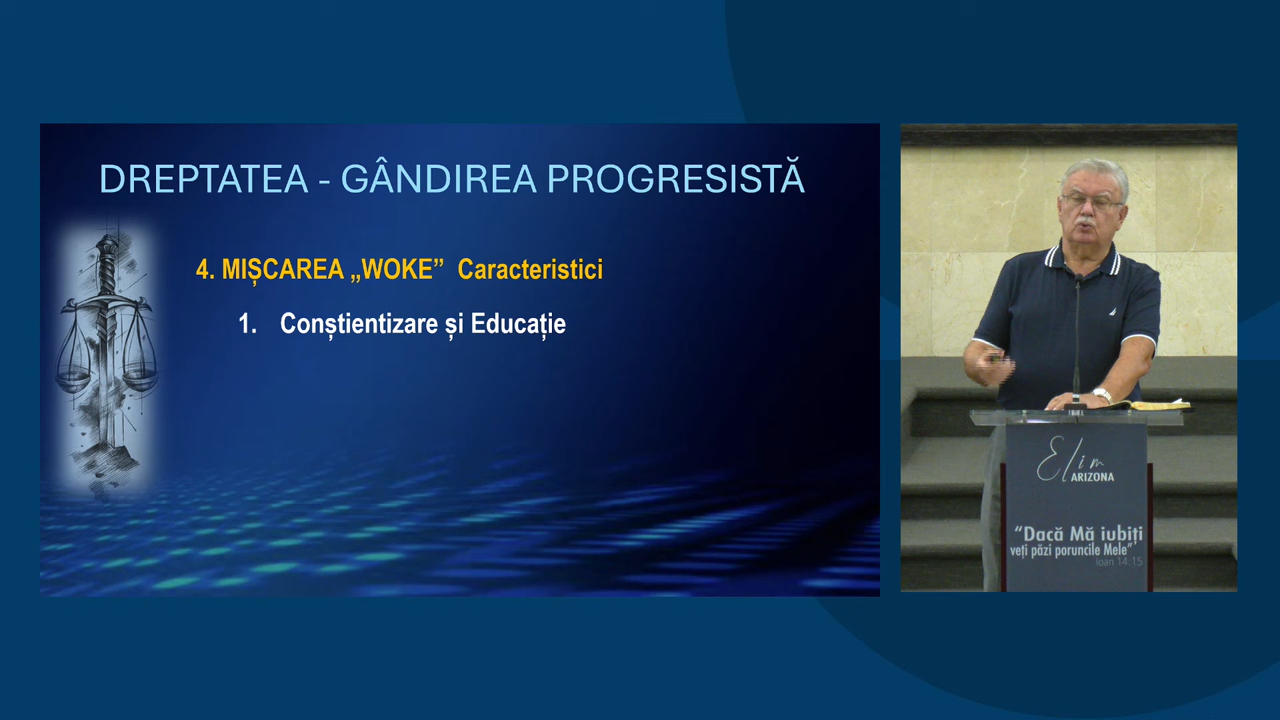 DREPTATEA - GÂNDIREA PROGRESISTĂ
4. MIȘCAREA „WOKE” Caracteristici
1. Conștientizare și Educație
Elim
ARIZONA
“Dacă Mă iubiți
veți păzi poruncile Mele”
Ioan 14:15